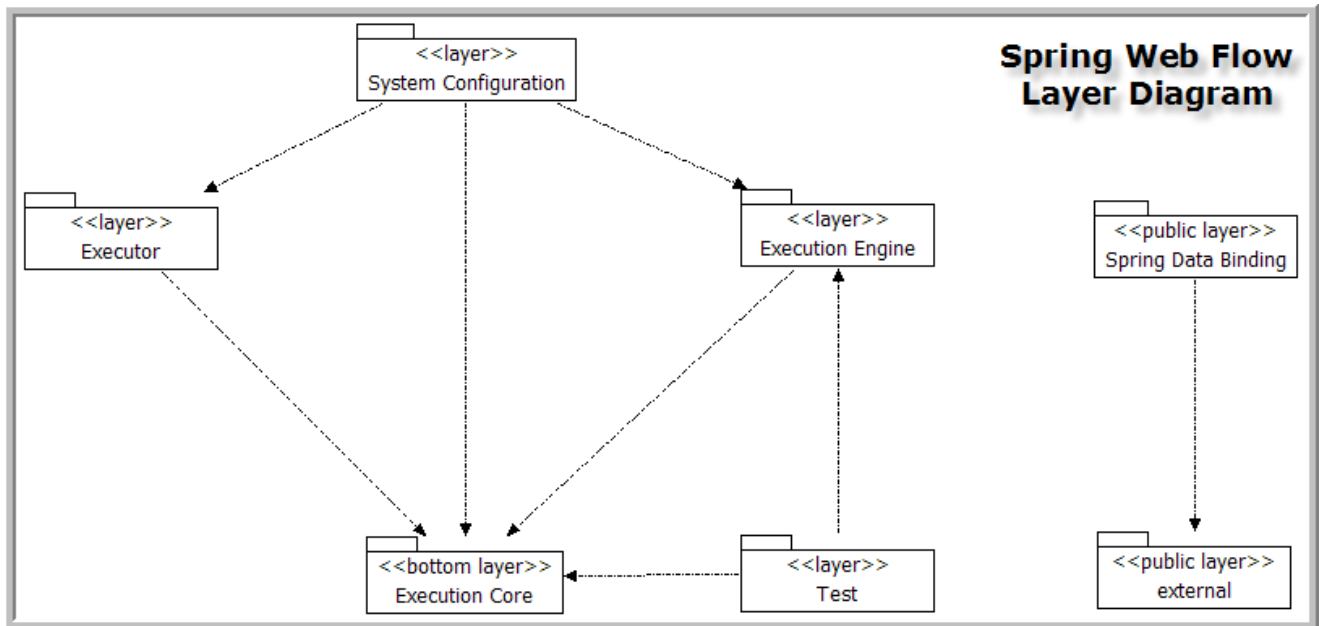 Spring Web Flow
Layer Diagram
<<layer>>
System Configuration
<<layer>>
Executor
<<layer>>
Execution Engine
<<public layer>>
Spring Data Binding
<<bottom layer>>
Execution Core
<<layer>>
Test
<<public layer>>
external